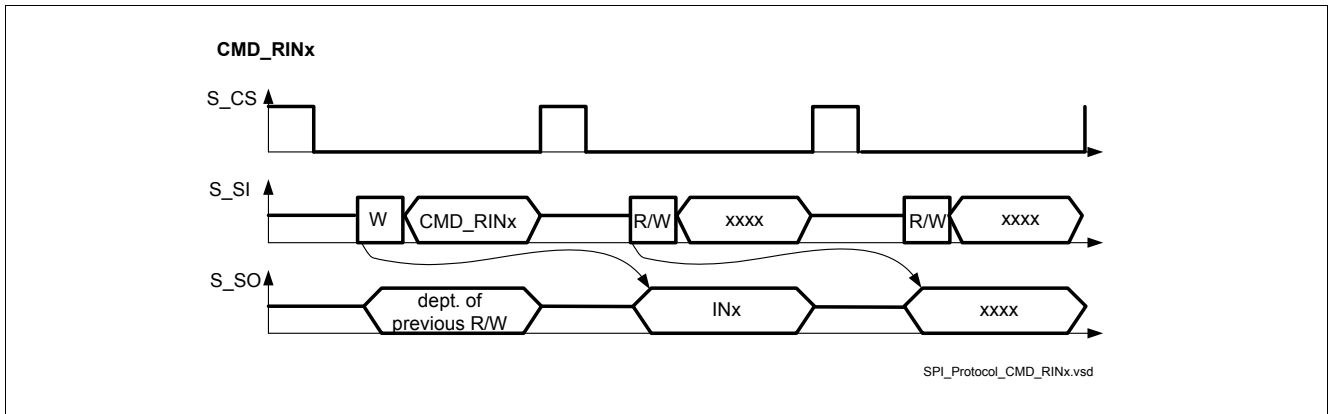 CMD_RINx
S_CS
S_SI
W
CMD_RINx
R/W
xxxx
R/W
xxxx
S_SO
dept. of
previous R/W
INx
xxxx
SPI_Protocol_CMD_RINx.vsd